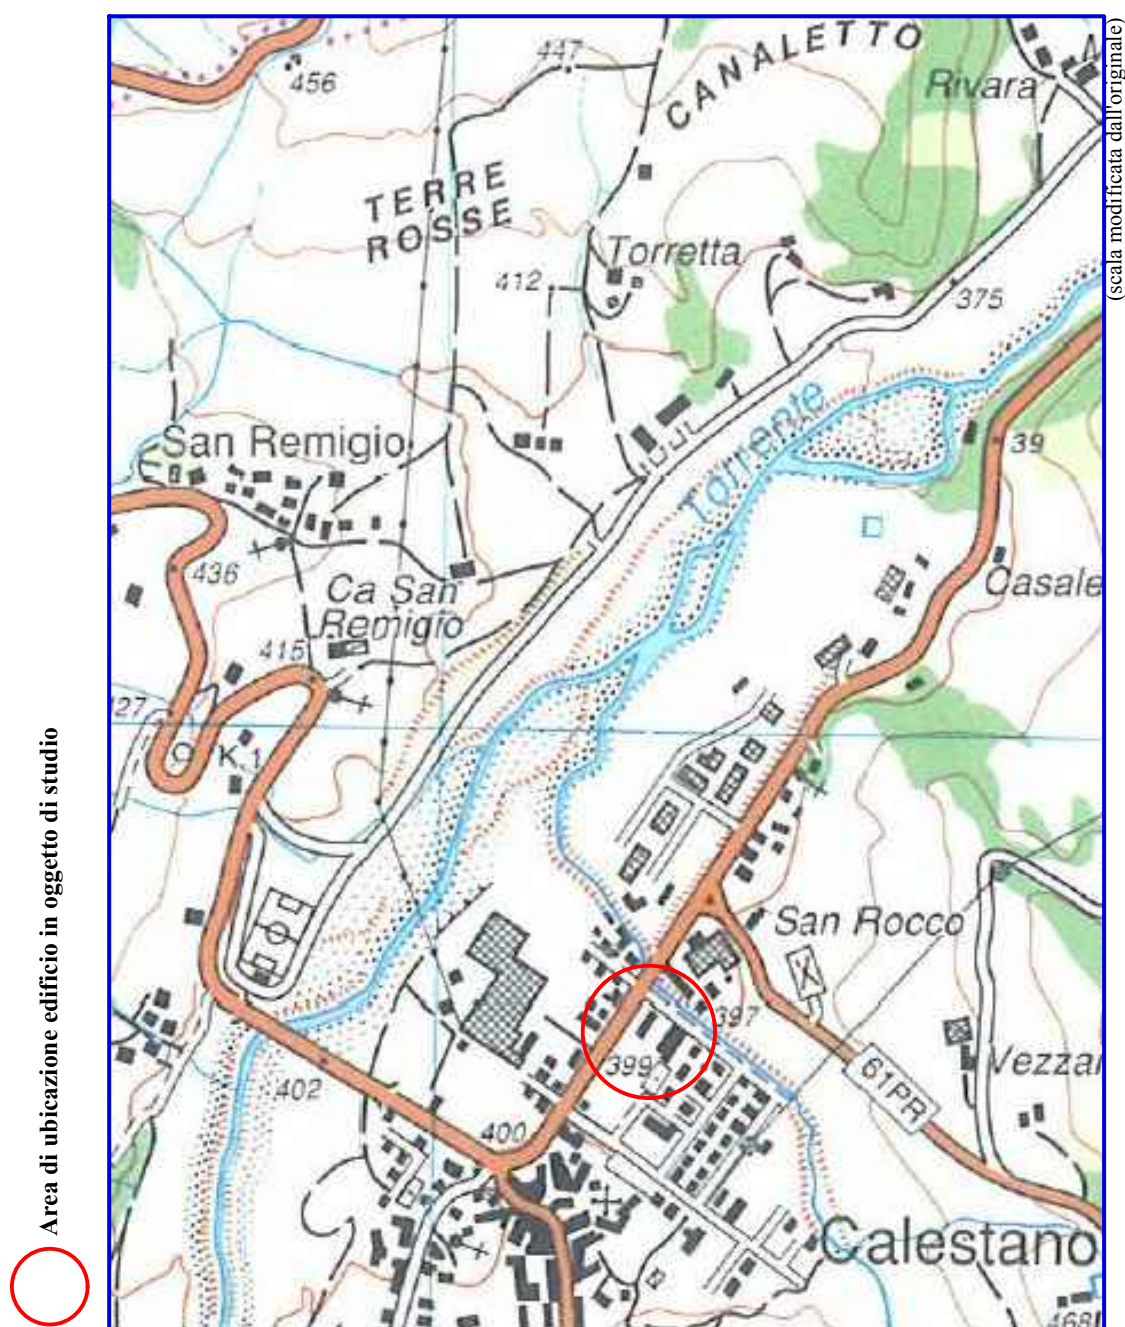 456
447
CANALETTO
Rivara
TERRE
ROSSE
Torretta
412
375
San Remigio
Torrente
39
436
Ca San
Remigio
Casale
415
27
K.1
San Rocco
397
399
402
61PR
Vezzal
400
Calestano
468
Area di ubicazione edificio in oggetto di studio
(scala modificata dall'originale)